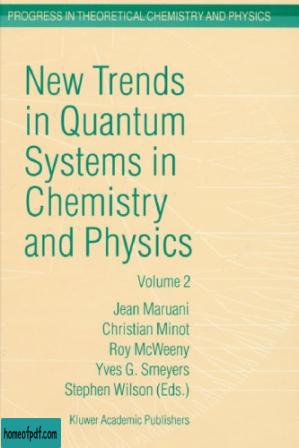 PROGRESS IN THEORETICAL CHEMISTRY AND PHYSICS
New Trends
in Quantum
Systems in
Chemistry
and Physics
Volume 2
Jean Maruani
Christian Minot
Roy McWeeny
Yves G. Smeyers
Stephen Wilson (Eds.)
Kluwer Academic Publishers
homeofpdf.com